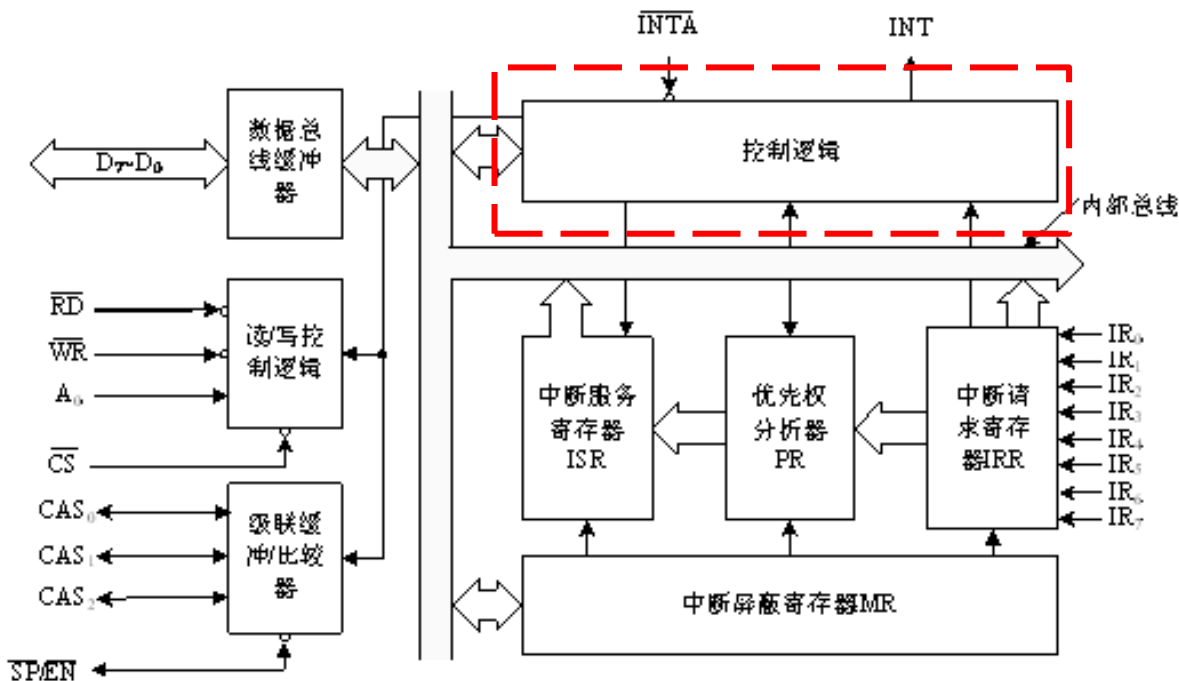 INTA
INT
数据总
线缓冲
器
D7~D0
控制逻辑
内部总线
RD
WR
A0
CS
读/写控
制逻辑
CAS0
CAS1
CAS2
SP/EN
级联缓
冲/比较
器
中断服务
寄存器
ISR
优先权
分析器
PR
中断请
求寄存
器IRR
IR0
IR1
IR2
IR3
IR4
IR5
IR6
IR7
中断屏蔽寄存器IMR